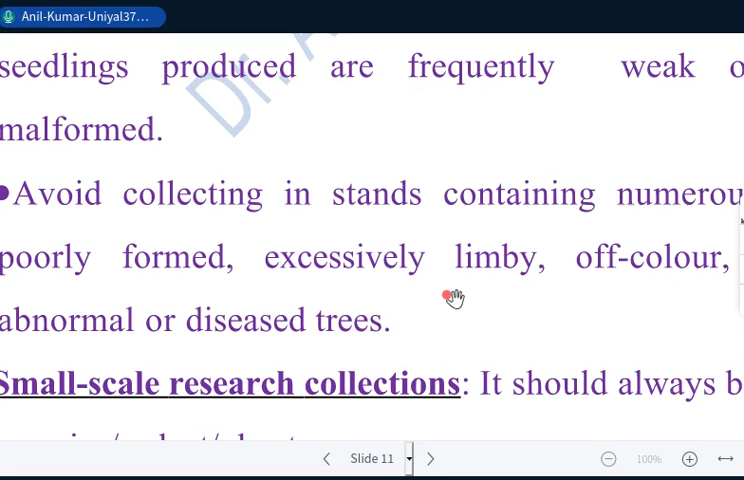 Anil-Kumar-Uniyal37...
seedlings produced are frequently weak o
malformed.
•Avoid collecting in stands containing numerou
poorly formed, excessively limby, off-colour,
abnormal or diseased trees.
Small-scale research collections: It should always b
Slide 11
100%